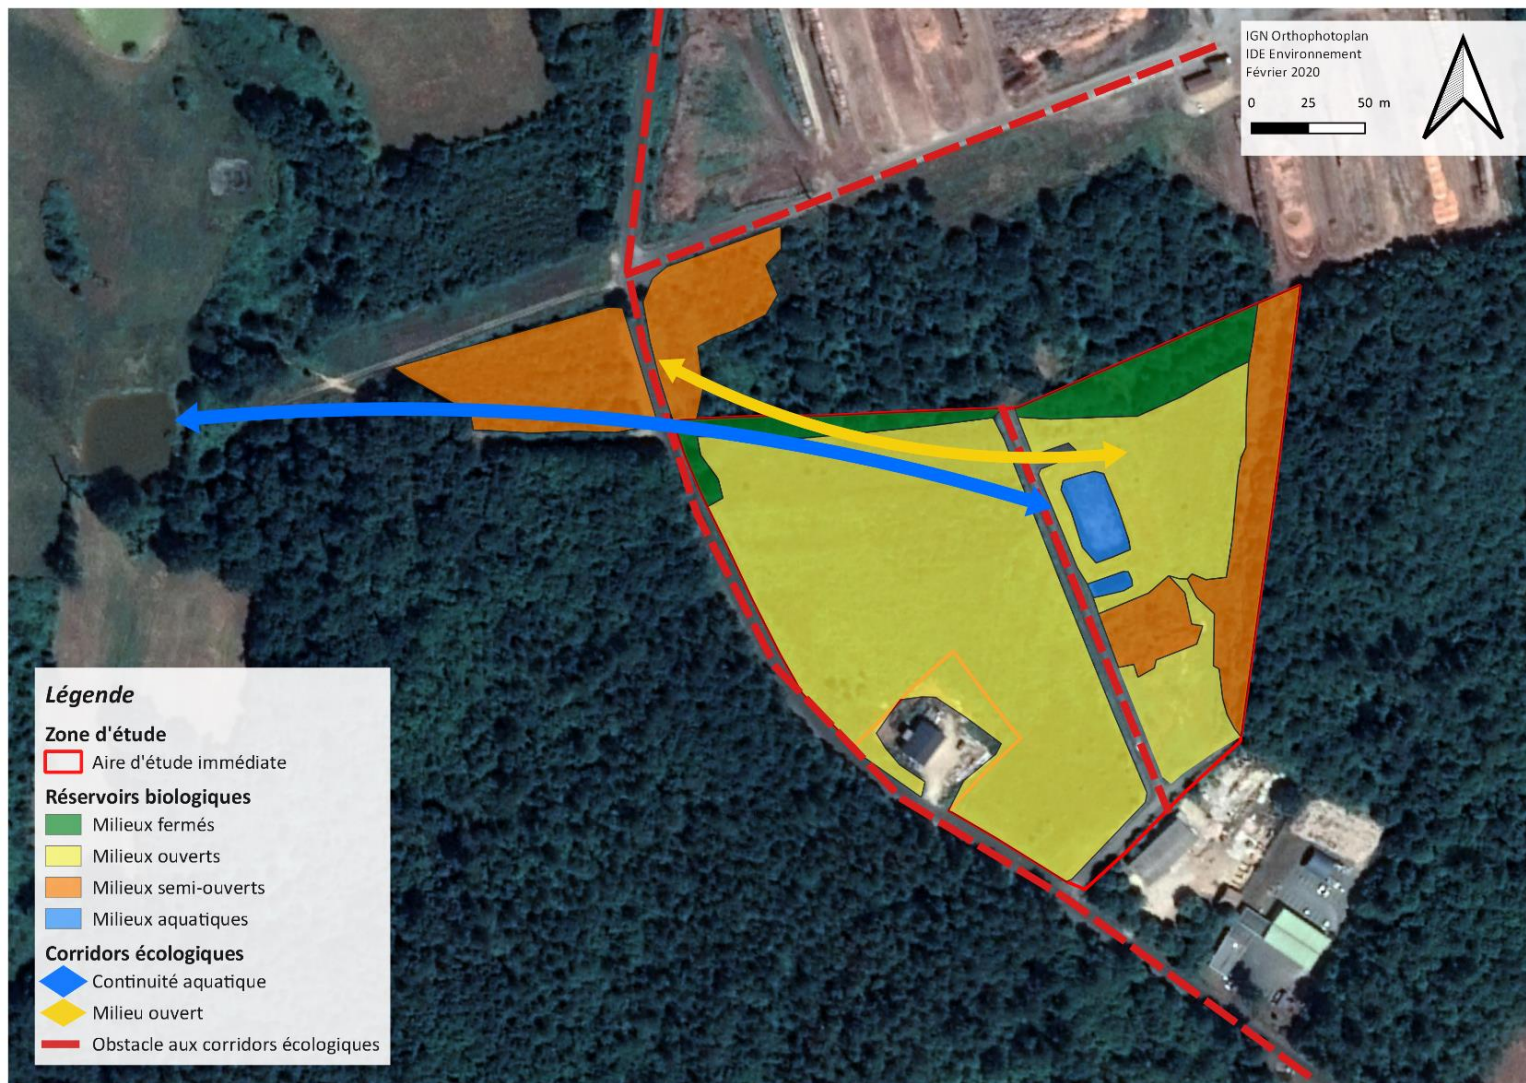 IGN Orthophotoplan
IDE Environnement
Février 2020
0 25 50 m
Légende
Zone d'étude
Aire d'étude immédiate
Réservoirs biologiques
Milieux fermés
Milieux ouverts
Milieux semi-ouverts
Milieux aquatiques
Corridors écologiques
Continuité aquatique
Milieu ouvert
Obstacle aux corridors écologiques